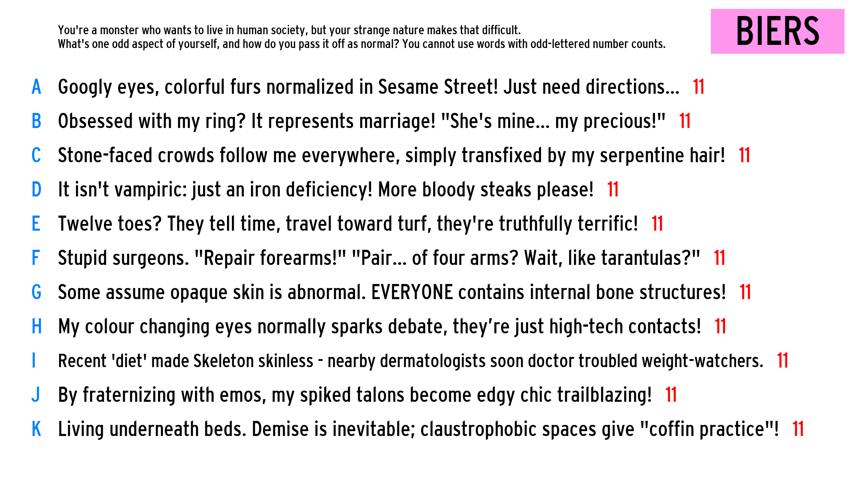 You're a monster who wants to live in human society, but your strange nature makes that difficult.
What's one odd aspect of yourself, and how do you pass it off as normal? You cannot use words with odd-lettered number counts.
BIERS
A Googly eyes, colorful furs normalized in Sesame Street! Just need directions... 11
B Obsessed with my ring? It represents marriage! "She's mine... my precious!" 11
C Stone-faced crowds follow me everywhere, simply transfixed by my serpentine hair! 11
D It isn't vampiric: just an iron deficiency! More bloody steaks please! 11
E Twelve toes? They tell time, travel toward turf, they're truthfully terrific! 11
F Stupid surgeons. "Repair forearms!" "Pair... of four arms? Wait, like tarantulas?" 11
G Some assume opaque skin is abnormal. EVERYONE contains internal bone structures! 11
H My colour changing eyes normally sparks debate, they’re just high-tech contacts! 11
I Recent 'diet' made Skeleton skinless - nearby dermatologists soon doctor troubled weight-watchers. 11
J By fraternizing with emos, my spiked talons become edgy chic trailblazing! 11
K Living underneath beds. Demise is inevitable; claustrophobic spaces give "coffin practice"! 11